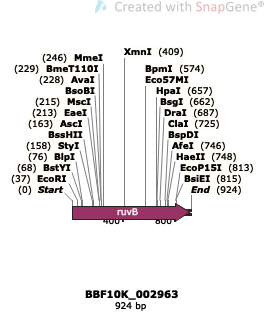 Created with SnapGene®
(246) MmeI
XmnI (409)
(229) BmeT110I
BpmI (574)
(228) AvaI
Eco57MI
BsoBI
HpaI (657)
(215) MscI
BsgI (662)
(213) EaeI
DraI (687)
(163) AscI
ClaI (725)
BssHII
BspDI
(158) StyI
AfeI (746)
(76) BlpI
HaeII (748)
(68) BstYI
EcoP15I (813)
(37) EcoRI
BsiEI (815)
(0) Start
End (924)
ruvB
400
800
BBF10K_002963
924 bp